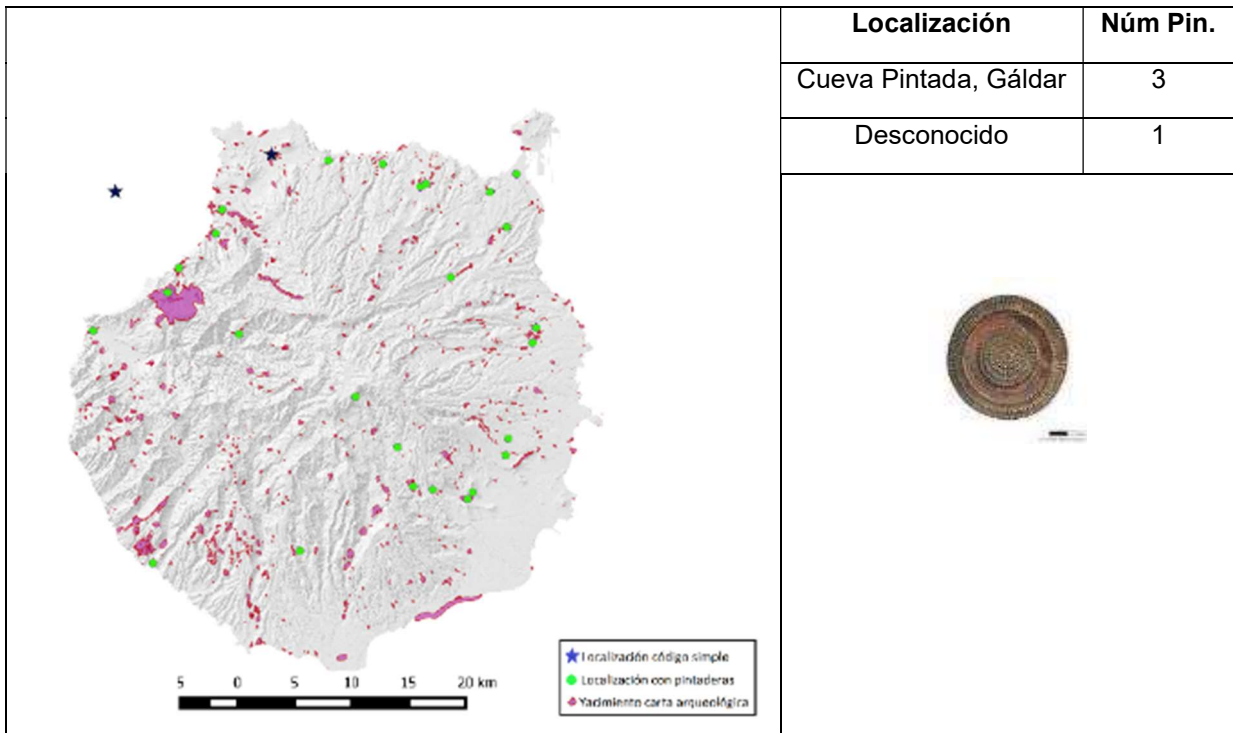 Localización Núm Pin.
Cueva Pintada, Gáldar 3
Desconocido 1
Localización código simple
Localización con pintaderas
Yacimiento carta arqueológica
5 0 5 10 15 20 km